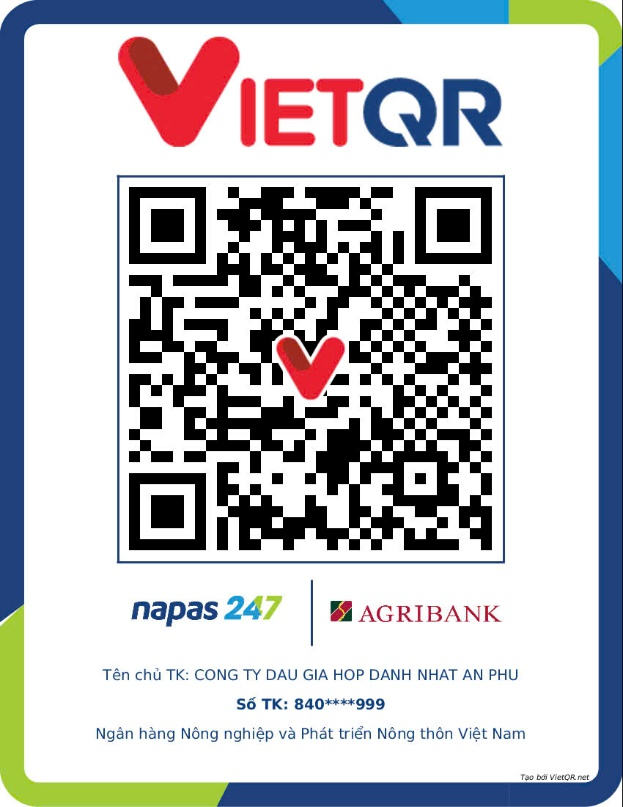 VIETQR
napas 247
AGRIBANK
Tên chủ TK: CONG TY DAU GIA HOP DANH NHAT AN PHU
Số TK: 840****999
Ngân hàng Nông nghiệp và Phát triển Nông thôn Việt Nam
Tạo bởi VietQR.net